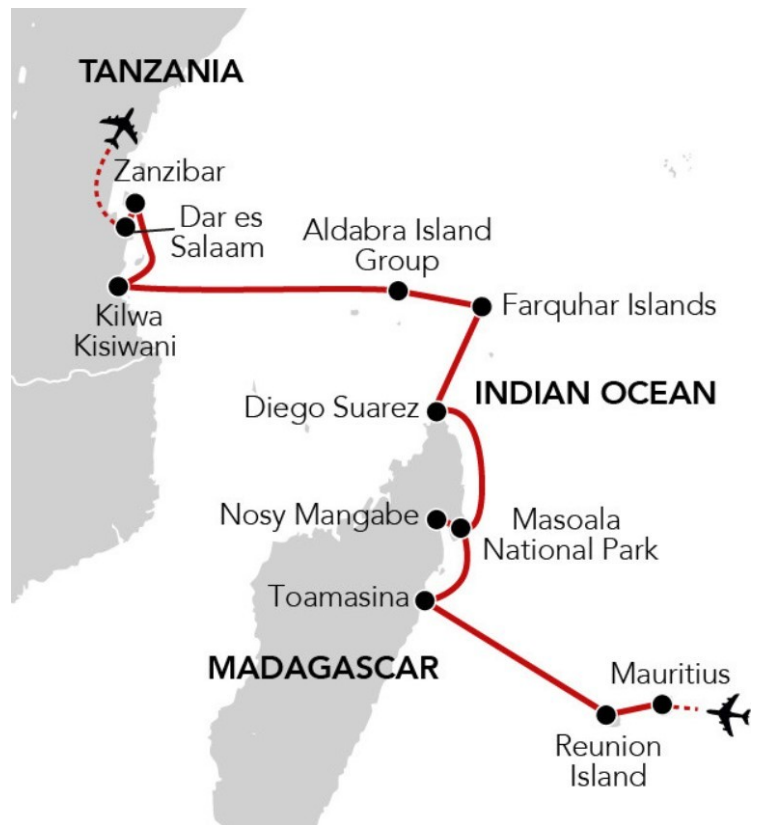 TANZANIA
Zanzibar
Dar es
Salaam
Aldabra Island
Group
Farquhar Islands
Kilwa
Kisiwani
INDIAN OCEAN
Diego Suarez
Nosy Mangabe
Masoala
National Park
Toamasina
MADAGASCAR
Mauritius
Reunion
Island